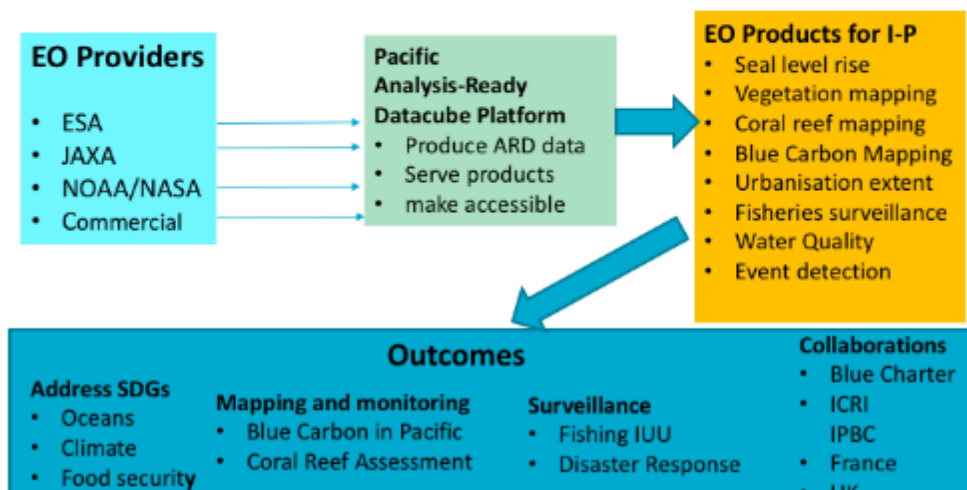 EO Providers
• ESA
• JAXA
• NOAA/NASA
• Commercial
Pacific
Analysis-Ready
Datacube Platform
• Produce ARD data
• Serve products
• make accessible
EO Products for I-P
• Seal level rise
• Vegetation mapping
• Coral reef mapping
• Blue Carbon Mapping
• Urbanisation extent
• Fisheries surveillance
• Water Quality
• Event detection
Outcomes
Address SDGs
• Oceans
• Climate
• Food security
Mapping and monitoring
• Blue Carbon in Pacific
• Coral Reef Assessment
Surveillance
• Fishing IUU
• Disaster Response
Collaborations
• Blue Charter
• ICRI
IPBC
• France